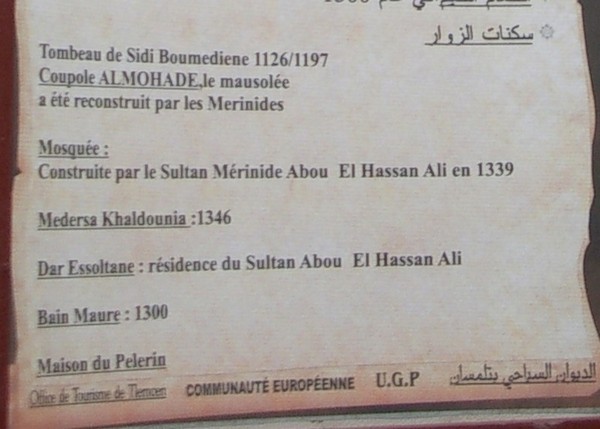 سكنات الزوار
Tombeau de Sidi Boumediene 1126/1197
Coupole ALMOHADE,le mausolée
a été reconstruit par les Merinides
Mosquée :
Construite par le Sultan Mérinide Abou El Hassan Ali en 1339
Medersa Khaldounia :1346
Dar Essoltane : résidence du Sultan Abou El Hassan Ali
Bain Maure : 1300
Maison du Pelerin
Office de Tourisme de Tlemcen COMMUNAUTÉ EUROPÉENNE U.G.P الديوان السياحي بتلمسان